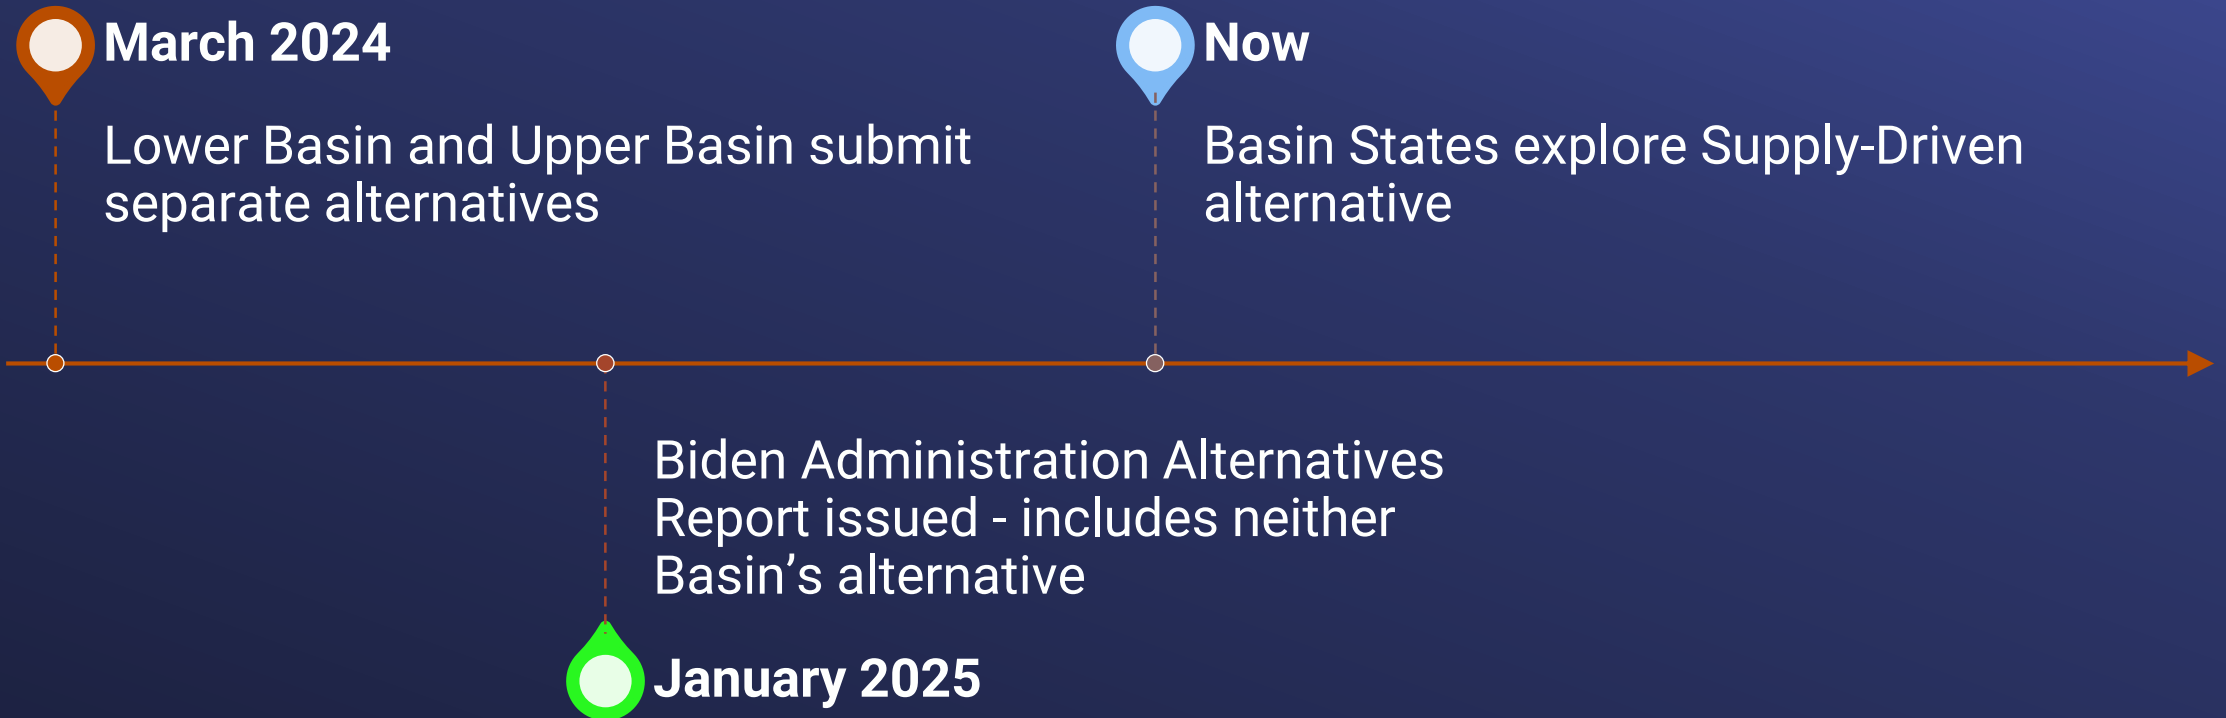 March 2024
Lower Basin and Upper Basin submit
separate alternatives
Now
Basin States explore Supply-Driven
alternative
Biden Administration Alternatives
Report issued - includes neither
Basin’s alternative
January 2025